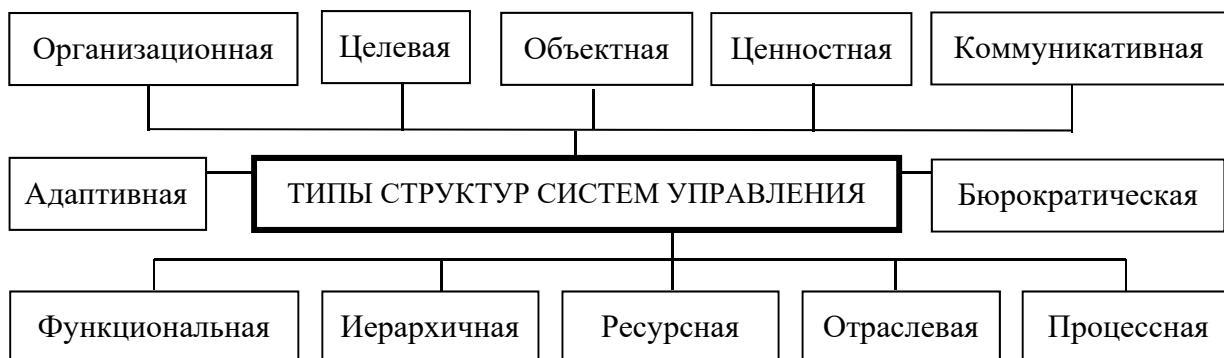 Организационная
Целевая
Объектная
Ценностная
Коммуникативная
Адаптивная
ТИПЫ СТРУКТУР СИСТЕМ УПРАВЛЕНИЯ
Бюрократическая
Функциональная
Иерархичная
Ресурсная
Отраслевая
Процессная